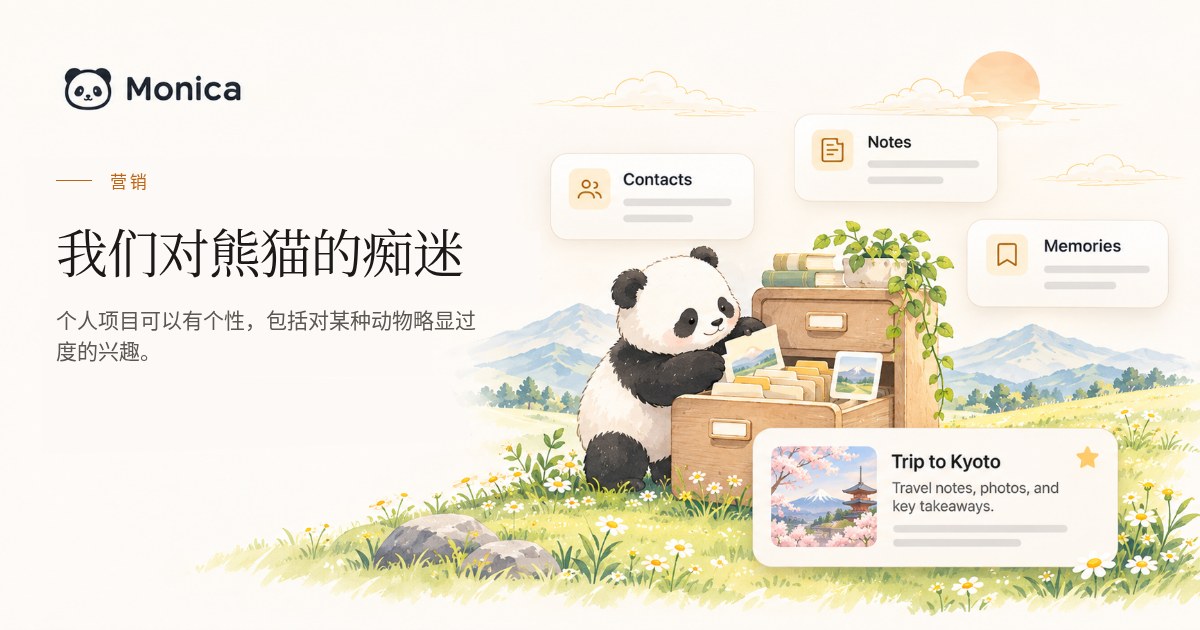 Monica
营销
我们对熊猫的痴迷
个人项目可以有个性，包括对某种动物略显过
度的兴趣。
Contacts
Notes
Memories
Trip to Kyoto
Travel notes, photos, and
key takeaways.